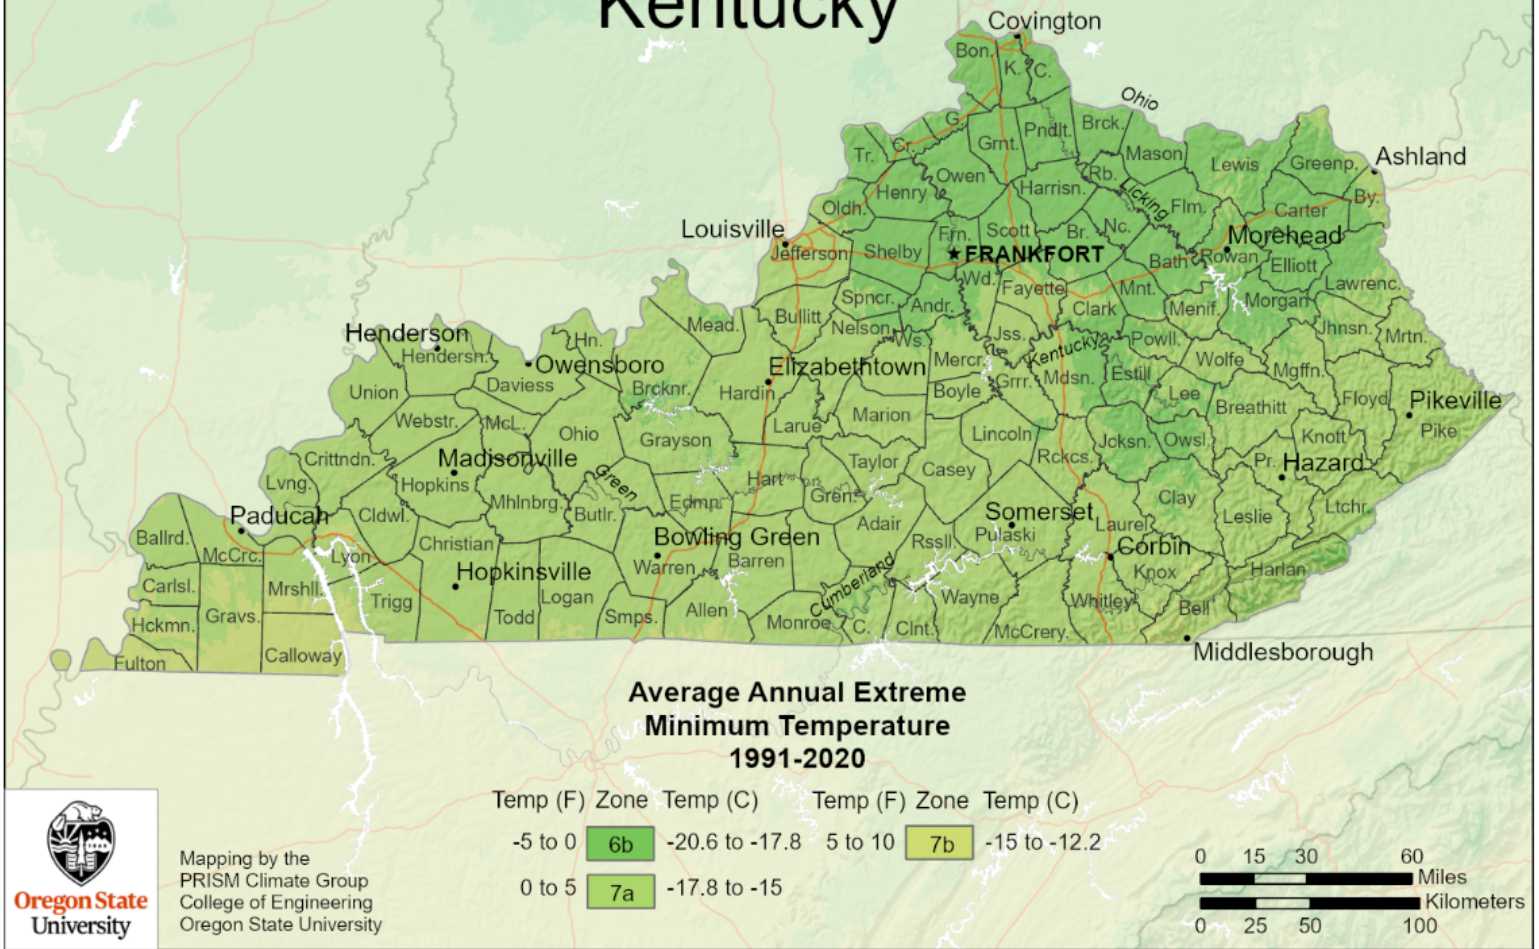 Kentucky
Covington
Bon.
K.
C.
Ohio
G.
Pndlt.
Brck.
Cr.
Grnt.
Tr.
Mason
Lewis
Greenp.
Ashland
Owen
Rb.
Licking
Henry
Harrisn.
By.
Oldh.
Flm.
Carter
Louisville
Frn.
Scott
Br.
Nc.
Morehead
Jefferson
Shelby
★FRANKFORT
Bath
Rowan
Elliott
Wd.
Fayette
Mnt.
Lawrenc.
Spncr.
Andr.
Clark
Menif.
Morgan
Bullitt
Mead.
Nelson
Ws.
Jss.
Kentucky
Powll.
Jhnsn.
Mrtn.
Henderson
Hn.
Hendersn.
Owensboro
Elizabethtown
Mercr.
Wolfe
Mgffn.
Daviess
Union
Brcknr.
Hardin
Boyle
Grrr.
Mdsn.
Estill
Lee
Breathitt
Floyd
Pikeville
Webstr.
McL.
Ohio
Larue
Marion
Lincoln
Jcksn.
Owsl.
Knott
Pike
Grayson
Crittndn.
Madisonville
Taylor
Casey
Rckcs.
Pr.
Hazard
Lvng.
Hopkins
Green
Hart
Gren.
Clay
Mhlnbrg.
Edmn.
Paducah
Cldwl.
Butlr.
Adair
Somerset
Laurel
Leslie
Ltchr.
Ballrd.
McCrc.
Lyon
Christian
Bowling Green
Rssll.
Pulaski
Corbin
Carlsl.
Mrshll.
Hopkinsville
Warren
Barren
Cumberland
Knox
Harlan
Trigg
Logan
Wayne
Whitley
Hckmn.
Gravs.
Todd
Smps.
Allen
Monroe
C.
Clnt.
McCrery.
Bell
Fulton
Calloway
Middlesborough
Average Annual Extreme
Minimum Temperature
1991-2020
Temp (F) Zone Temp (C) Temp (F) Zone Temp (C)
-5 to 0 6b -20.6 to -17.8 5 to 10 7b -15 to -12.2
0 to 5 7a -17.8 to -15
Oregon State
University
Mapping by the
PRISM Climate Group
College of Engineering
Oregon State University
0 15 30 60
Miles
Kilometers
0 25 50 100